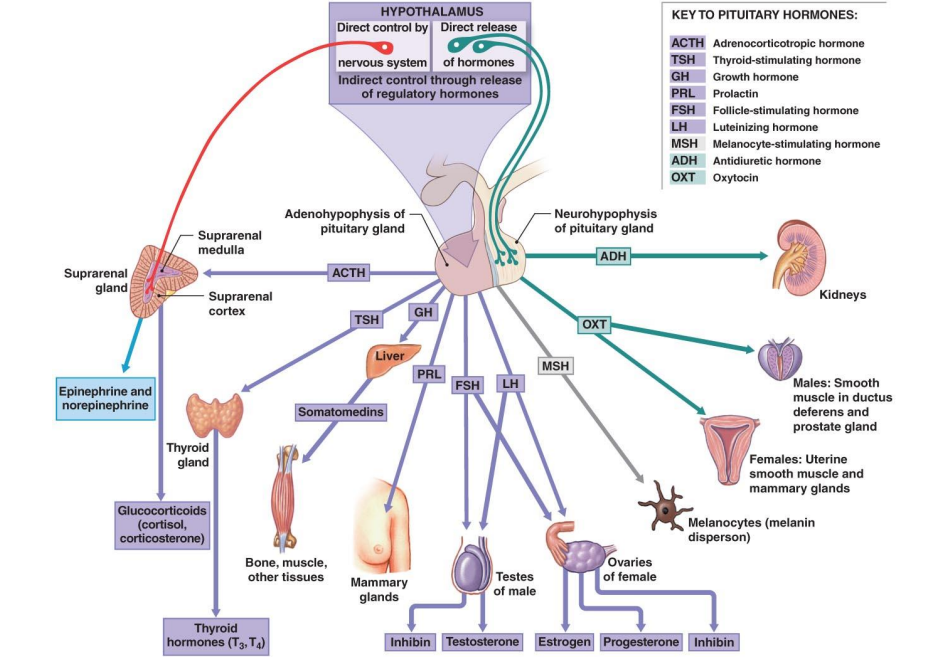 HYPOTHALAMUS
Direct control by
nervous system
Direct release
of hormones
Indirect control through release
of regulatory hormones
KEY TO PITUITARY HORMONES:
ACTH Adrenocorticotropic hormone
TSH Thyroid-stimulating hormone
GH Growth hormone
PRL Prolactin
FSH Follicle-stimulating hormone
LH Luteinizing hormone
MSH Melanocyte-stimulating hormone
ADH Antidiuretic hormone
OXT Oxytocin
Adenohypophysis of
pituitary gland
Neurohypophysis
of pituitary gland
Suprarenal
medulla
Suprarenal
gland
Suprarenal
cortex
ACTH
ADH
Kidneys
TSH
GH
OXT
Liver
PRL
FSH
LH
MSH
Epinephrine and
norepinephrine
Somatomedins
Males: Smooth
muscle in ductus
deferens and
prostate gland
Thyroid
gland
Females: Uterine
smooth muscle and
mammary glands
Glucocorticoids
(cortisol,
corticosterone)
Melanocytes (melanin
disperson)
Bone, muscle,
other tissues
Mammary
glands
Testes
of male
Ovaries
of female
Thyroid
hormones (T₃, T₄)
Inhibin
Testosterone
Estrogen
Progesterone
Inhibin